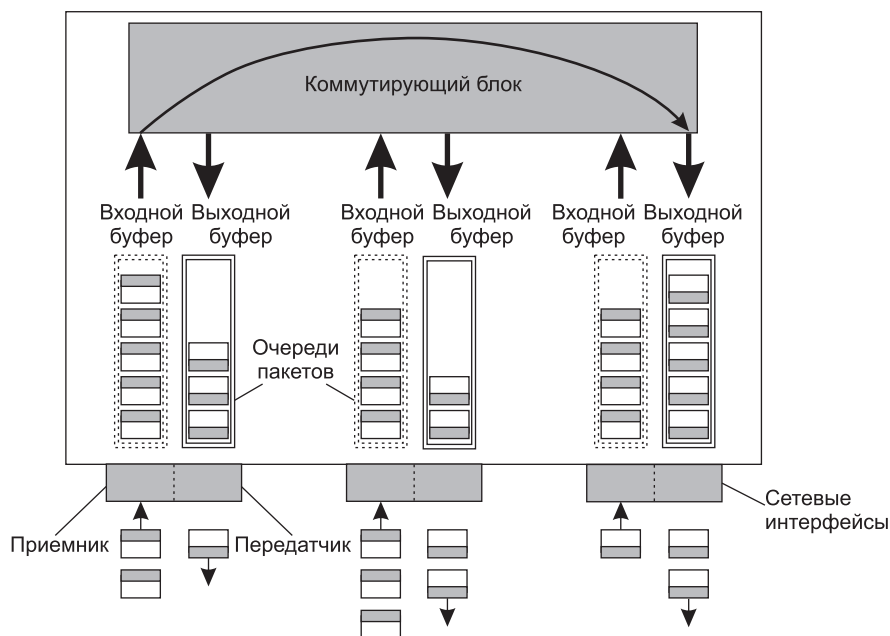 Коммутирующий блок
Входной
буфер
Выходной
буфер
Входной
буфер
Выходной
буфер
Входной
буфер
Выходной
буфер
Очереди
пакетов
Приемник
Передатчик
Сетевые
интерфейсы